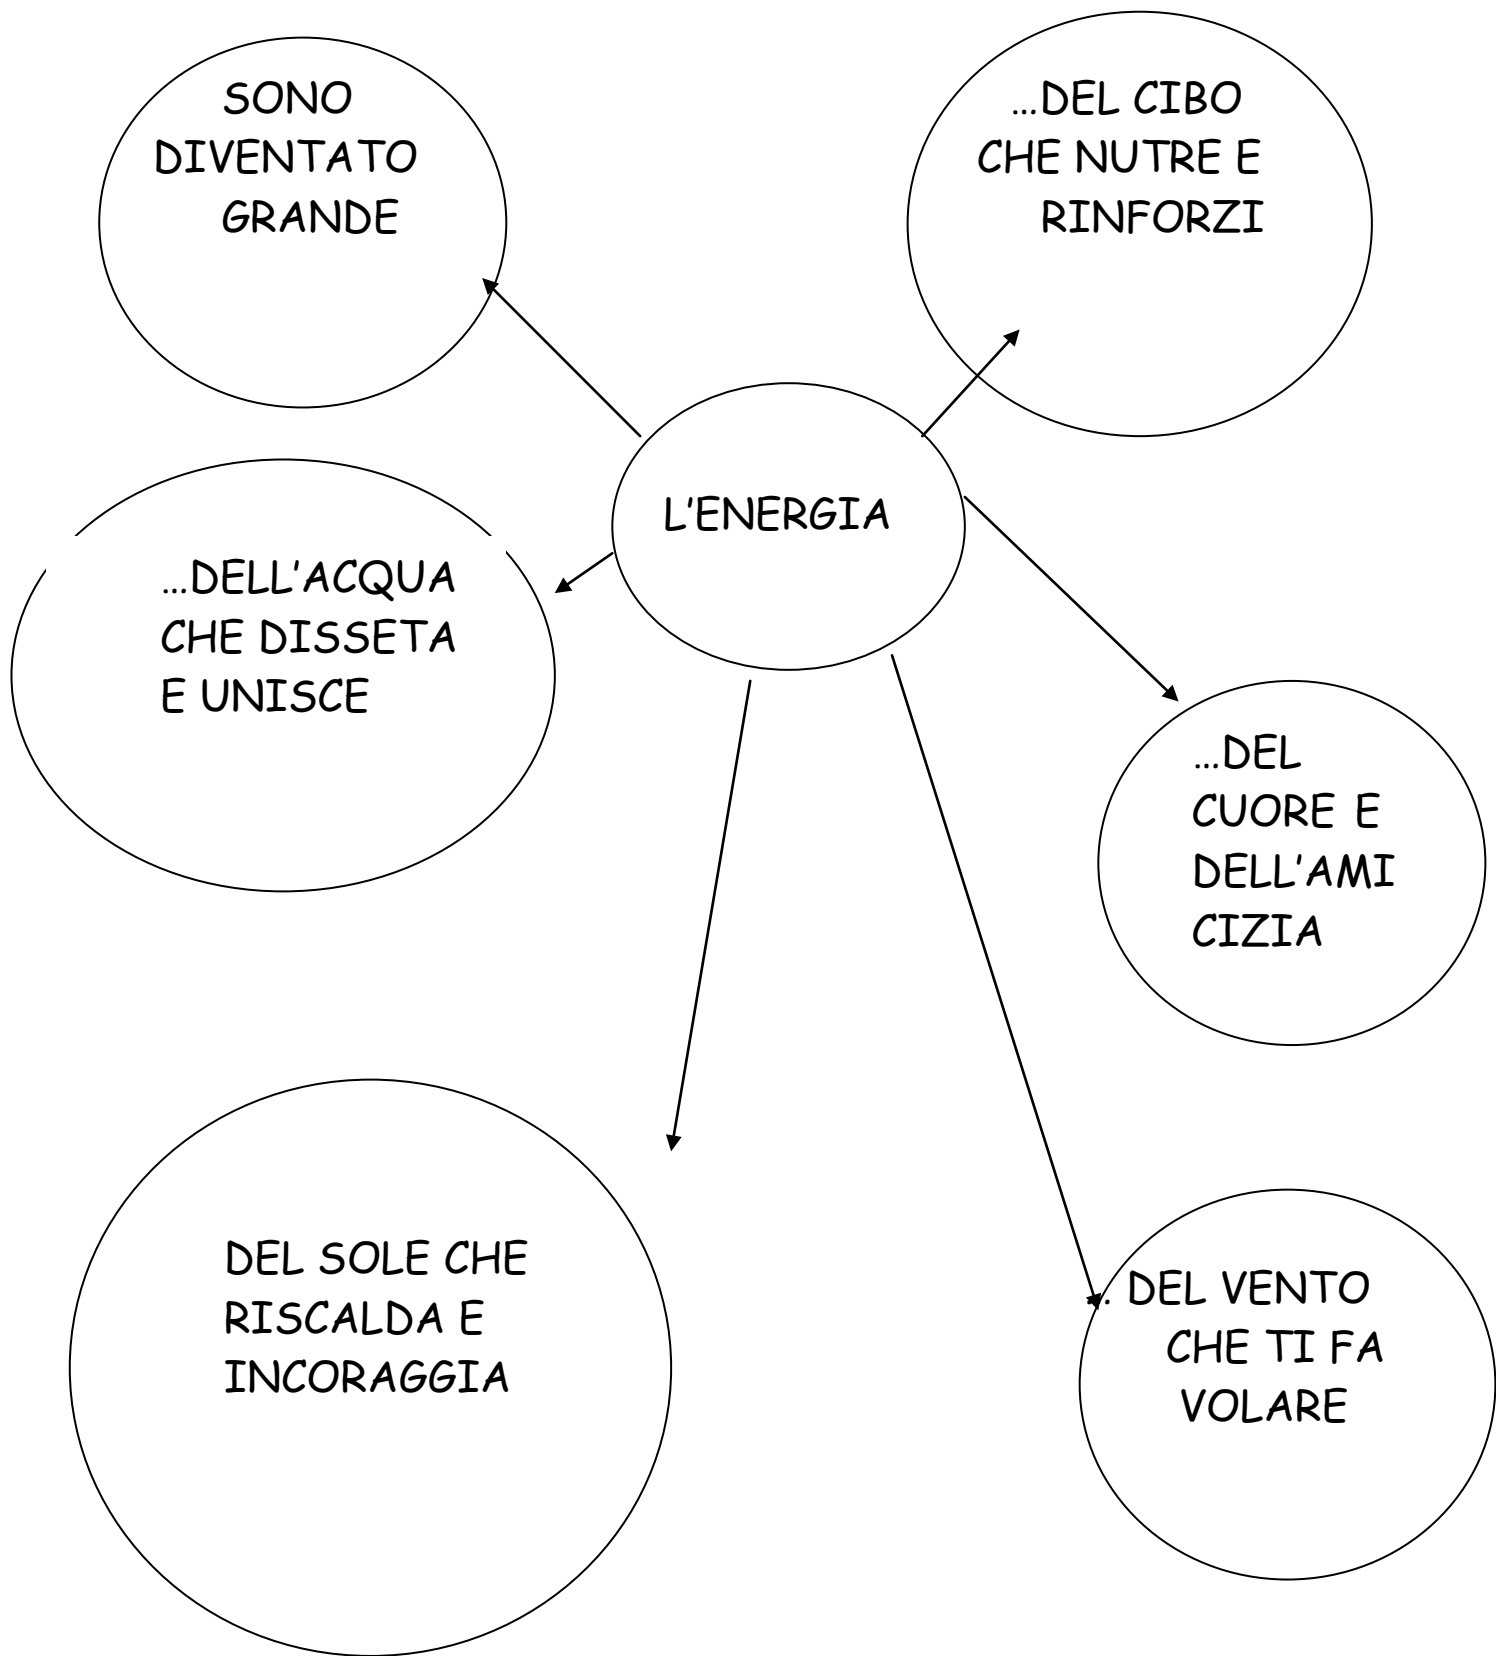 SONO
DIVENTATO
GRANDE
…DEL CIBO
CHE NUTRE E
RINFORZI
L’ENERGIA
…DELL’ACQUA
CHE DISSETA
E UNISCE
…DEL
CUORE E
DELL’AMI
CIZIA
DEL SOLE CHE
RISCALDA E
INCORAGGIA
… DEL VENTO
CHE TI FA
VOLARE